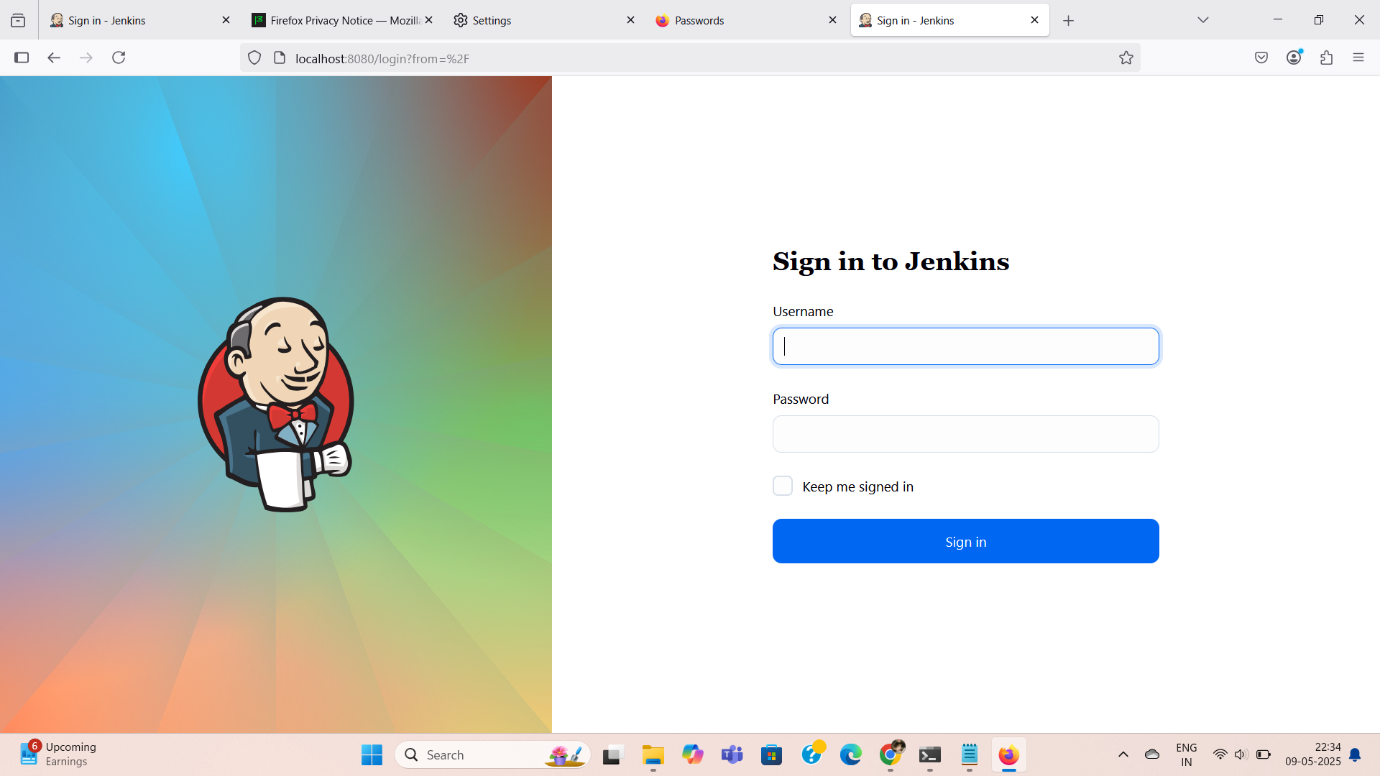 Sign in - Jenkins
Firefox Privacy Notice — Mozill
Settings
Passwords
Sign in - Jenkins
localhost:8080/login?from=%2F
Sign in to Jenkins
Username
Password
Keep me signed in
Sign in
6
Upcoming
Earnings
Search
ENG
IN
22:34
09-05-2025